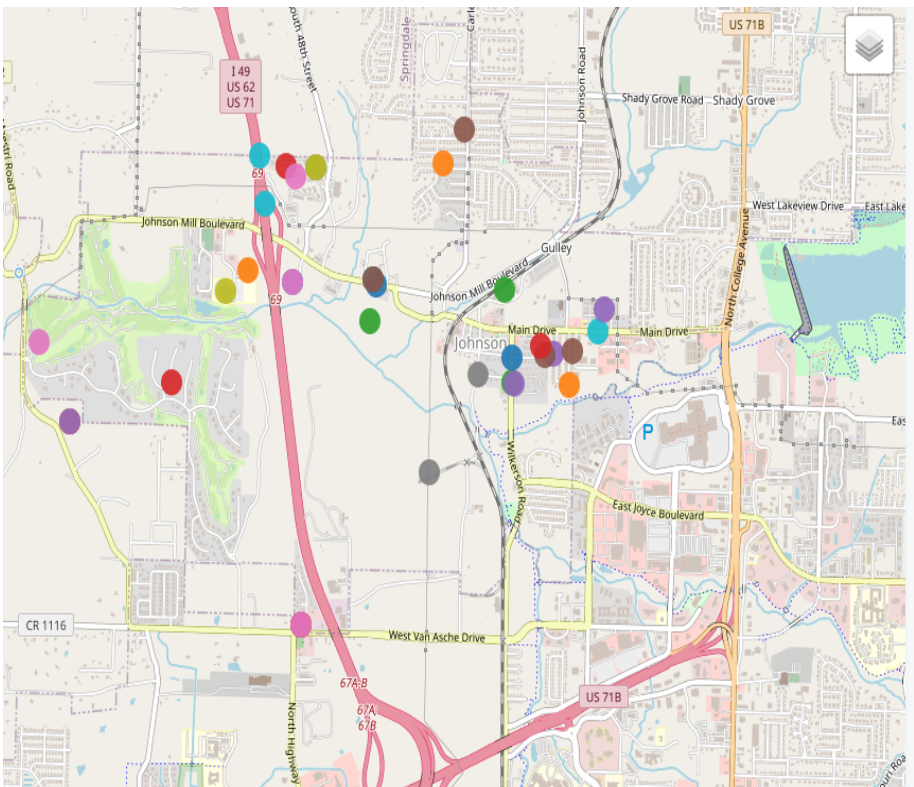 US 71B
South 48th Street
Springdale
Johnson Road
I 49
US 62
US 71
Shady Grove Road
Shady Grove
69
West Lakeview Drive
East Lake
Johnson Mill Boulevard
Gulley
Johnson Mill Boulevard
69
North College Avenue
Main Drive
Main Drive
Johnson
P
Eas
Wilkerson Road
East Joyce Boulevard
CR 1116
West Van Asche Drive
67A-B
US 71B
67A,
67B
North Highway